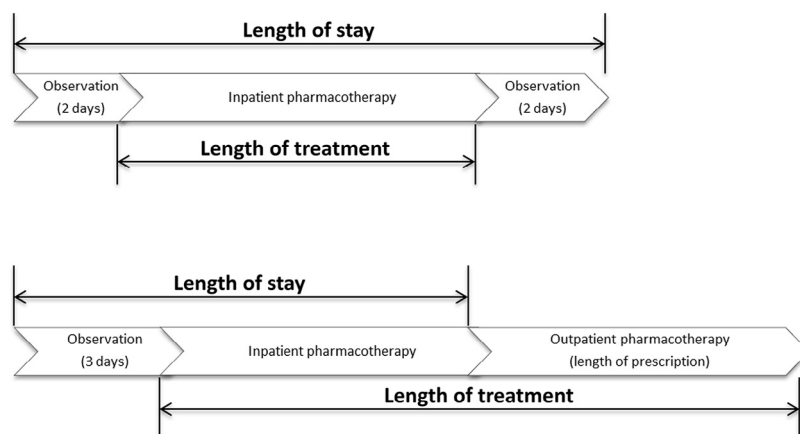 Length of stay
Observation
(2 days)
Inpatient pharmacotherapy
Observation
(2 days)
Length of treatment
Length of stay
Observation
(3 days)
Inpatient pharmacotherapy
Outpatient pharmacotherapy
(length of prescription)
Length of treatment